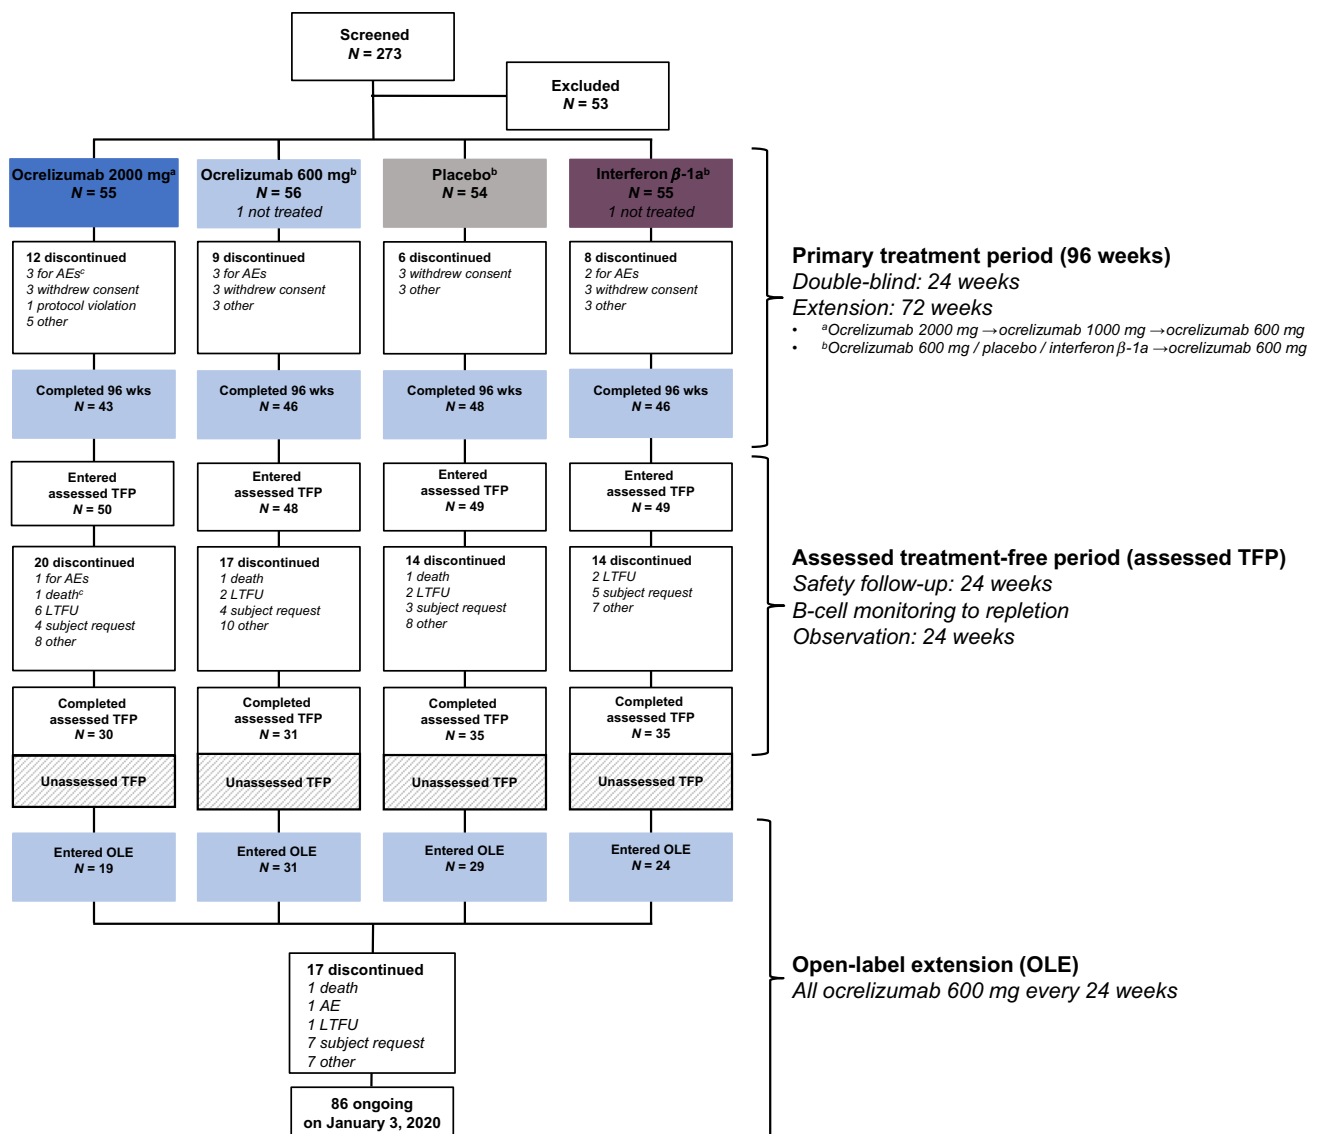 Screened
N = 273
Excluded
N = 53
Ocrelizumab 2000 mgᵃ
N = 55
Ocrelizumab 600 mgᵇ
N = 56
1 not treated
Placeboᵇ
N = 54
Interferon β-1aᵇ
N = 55
1 not treated
12 discontinued
3 for AEsᶜ
3 withdrew consent
1 protocol violation
5 other
9 discontinued
3 for AEs
3 withdrew consent
3 other
6 discontinued
3 withdrew consent
3 other
8 discontinued
2 for AEs
3 withdrew consent
3 other
Completed 96 wks
N = 43
Completed 96 wks
N = 46
Completed 96 wks
N = 48
Completed 96 wks
N = 46
Primary treatment period (96 weeks)
Double-blind: 24 weeks
Extension: 72 weeks
• ᵃOcrelizumab 2000 mg →ocrelizumab 1000 mg →ocrelizumab 600 mg
• ᵇOcrelizumab 600 mg / placebo / interferon β-1a →ocrelizumab 600 mg
Entered
assessed TFP
N = 50
Entered
assessed TFP
N = 48
Entered
assessed TFP
N = 49
Entered
assessed TFP
N = 49
20 discontinued
1 for AEs
1 deathᶜ
6 LTFU
4 subject request
8 other
17 discontinued
1 death
2 LTFU
4 subject request
10 other
14 discontinued
1 death
2 LTFU
3 subject request
8 other
14 discontinued
2 LTFU
5 subject request
7 other
Completed
assessed TFP
N = 30
Completed
assessed TFP
N = 31
Completed
assessed TFP
N = 35
Completed
assessed TFP
N = 35
Assessed treatment-free period (assessed TFP)
Safety follow-up: 24 weeks
B-cell monitoring to repletion
Observation: 24 weeks
Unassessed TFP
Unassessed TFP
Unassessed TFP
Unassessed TFP
Entered OLE
N = 19
Entered OLE
N = 31
Entered OLE
N = 29
Entered OLE
N = 24
17 discontinued
1 death
1 AE
1 LTFU
7 subject request
7 other
86 ongoing
on January 3, 2020
Open-label extension (OLE)
All ocrelizumab 600 mg every 24 weeks